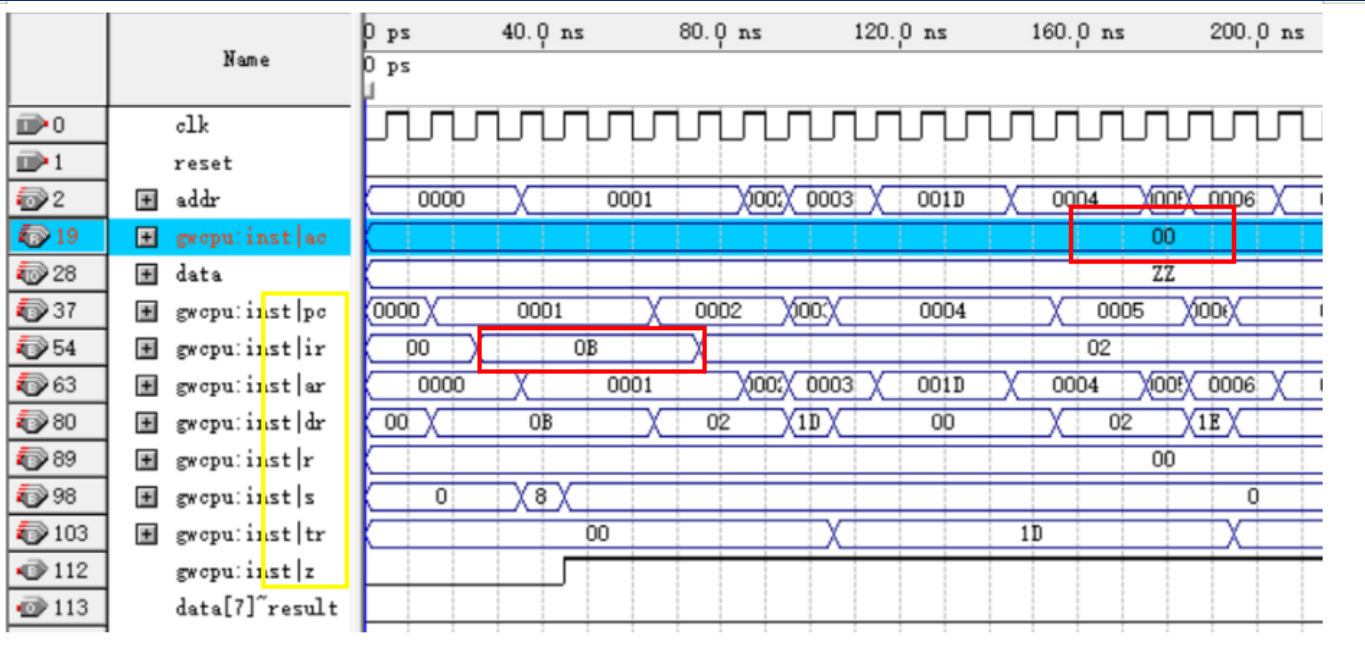 Name 0 ps 40.0 ns 80.0 ns 120.0 ns 160.0 ns 200.0 ns
0 ps
0 clk
1 reset
2 addr 0000 0001 0003 001D 0004 0006
19 gwcpu:inst|ac 00
28 data ZZ
37 gwcpu:inst|pc 0000 0001 0002 0004 0005
54 gwcpu:inst|ir 00 0B 02
63 gwcpu:inst|ar 0000 0001 0003 001D 0004 0006
80 gwcpu:inst|dr 00 0B 02 1D 00 02 1E
89 gwcpu:inst|r 00
98 gwcpu:inst|s 0 8 0
103 gwcpu:inst|tr 00 1D
112 gwcpu:inst|z
113 data[7]~result